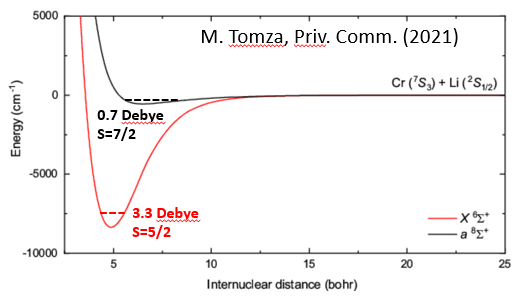 M. Tomza, Priv. Comm. (2021)
Cr (⁷S₃) + Li (²S₁/₂)
0.7 Debye
S=7/2
3.3 Debye
S=5/2
X ⁶Σ⁺
a ⁸Σ⁺
Energy (cm⁻¹)
5000
0
-5000
-10000
5
10
15
20
25
Internuclear distance (bohr)